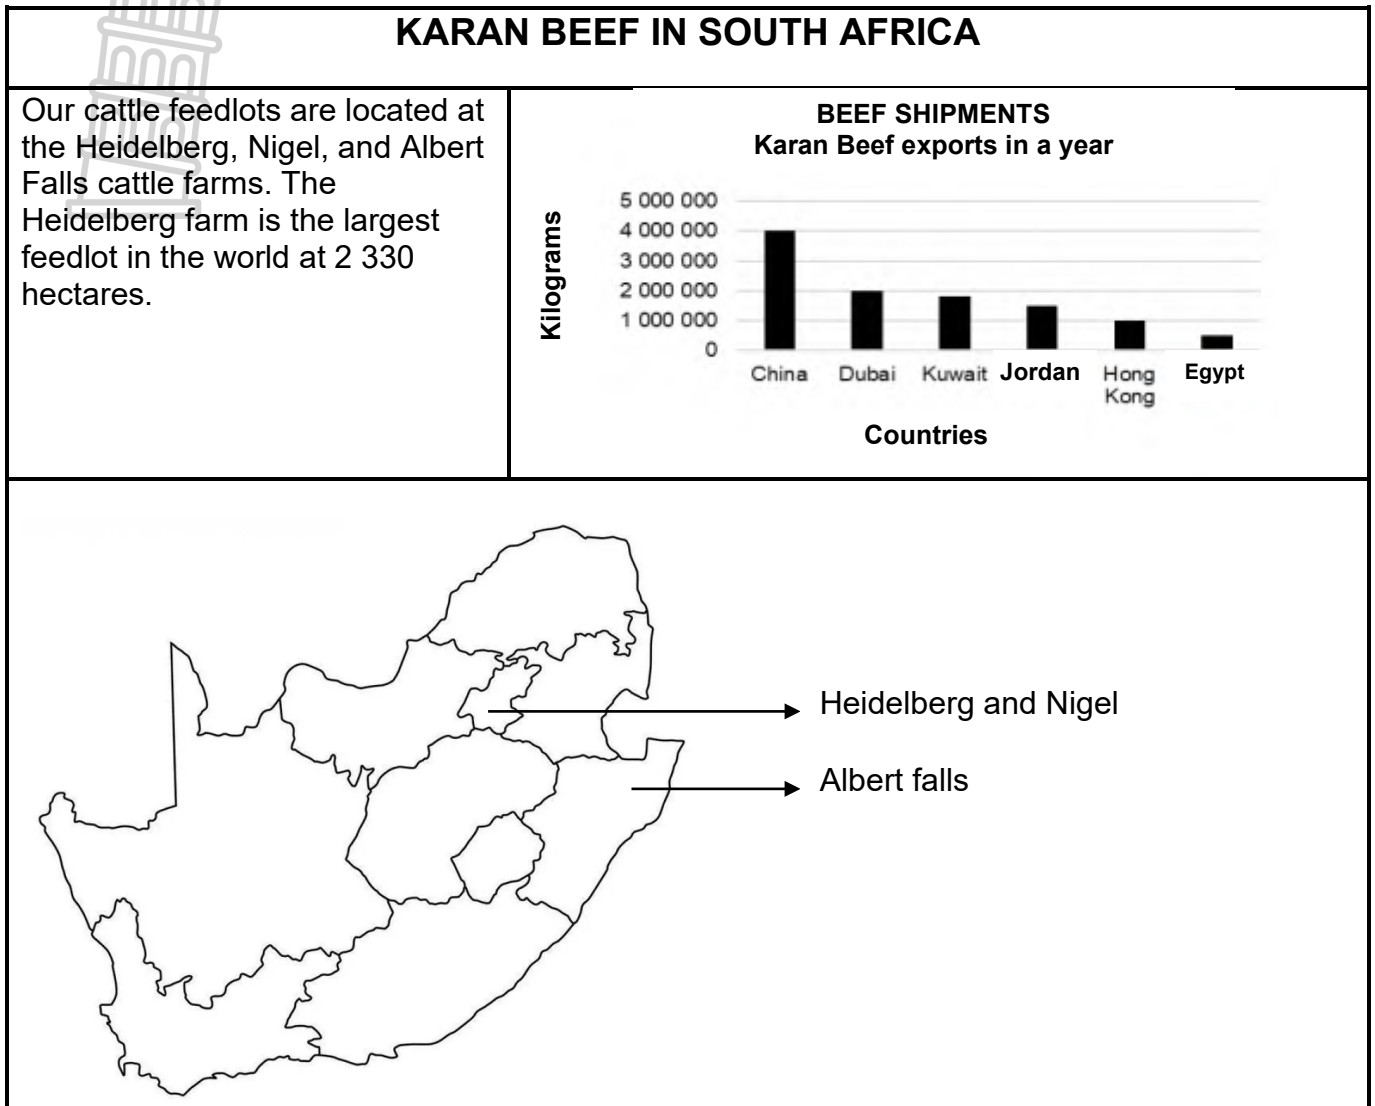 KARAN BEEF IN SOUTH AFRICA
Our cattle feedlots are located at
the Heidelberg, Nigel, and Albert
Falls cattle farms. The
Heidelberg farm is the largest
feedlot in the world at 2 330
hectares.
BEEF SHIPMENTS
Karan Beef exports in a year
Kilograms
5 000 000
4 000 000
3 000 000
2 000 000
1 000 000
0
China Dubai Kuwait Jordan Hong Kong Egypt
Countries
Heidelberg and Nigel
Albert falls